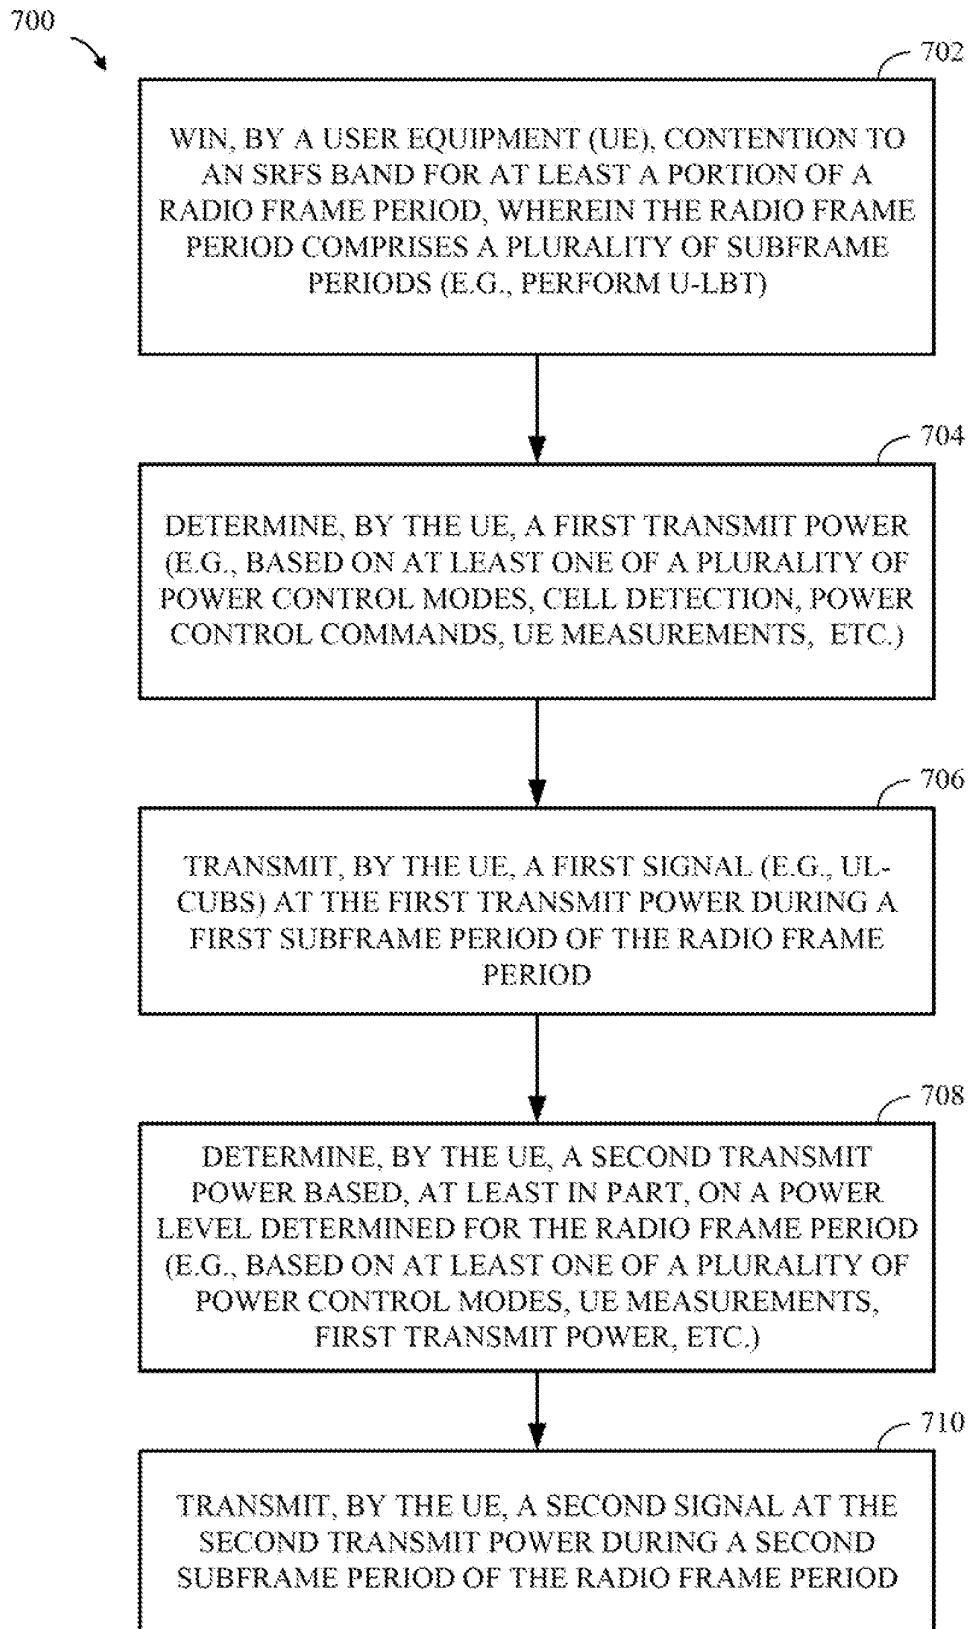 700
702
WIN, BY A USER EQUIPMENT (UE), CONTENTION TO
AN SRFS BAND FOR AT LEAST A PORTION OF A
RADIO FRAME PERIOD, WHEREIN THE RADIO FRAME
PERIOD COMPRISES A PLURALITY OF SUBFRAME
PERIODS (E.G., PERFORM U-LBT)
704
DETERMINE, BY THE UE, A FIRST TRANSMIT POWER
(E.G., BASED ON AT LEAST ONE OF A PLURALITY OF
POWER CONTROL MODES, CELL DETECTION, POWER
CONTROL COMMANDS, UE MEASUREMENTS, ETC.)
706
TRANSMIT, BY THE UE, A FIRST SIGNAL (E.G., UL-
CUBS) AT THE FIRST TRANSMIT POWER DURING A
FIRST SUBFRAME PERIOD OF THE RADIO FRAME
PERIOD
708
DETERMINE, BY THE UE, A SECOND TRANSMIT
POWER BASED, AT LEAST IN PART, ON A POWER
LEVEL DETERMINED FOR THE RADIO FRAME PERIOD
(E.G., BASED ON AT LEAST ONE OF A PLURALITY OF
POWER CONTROL MODES, UE MEASUREMENTS,
FIRST TRANSMIT POWER, ETC.)
710
TRANSMIT, BY THE UE, A SECOND SIGNAL AT THE
SECOND TRANSMIT POWER DURING A SECOND
SUBFRAME PERIOD OF THE RADIO FRAME PERIOD